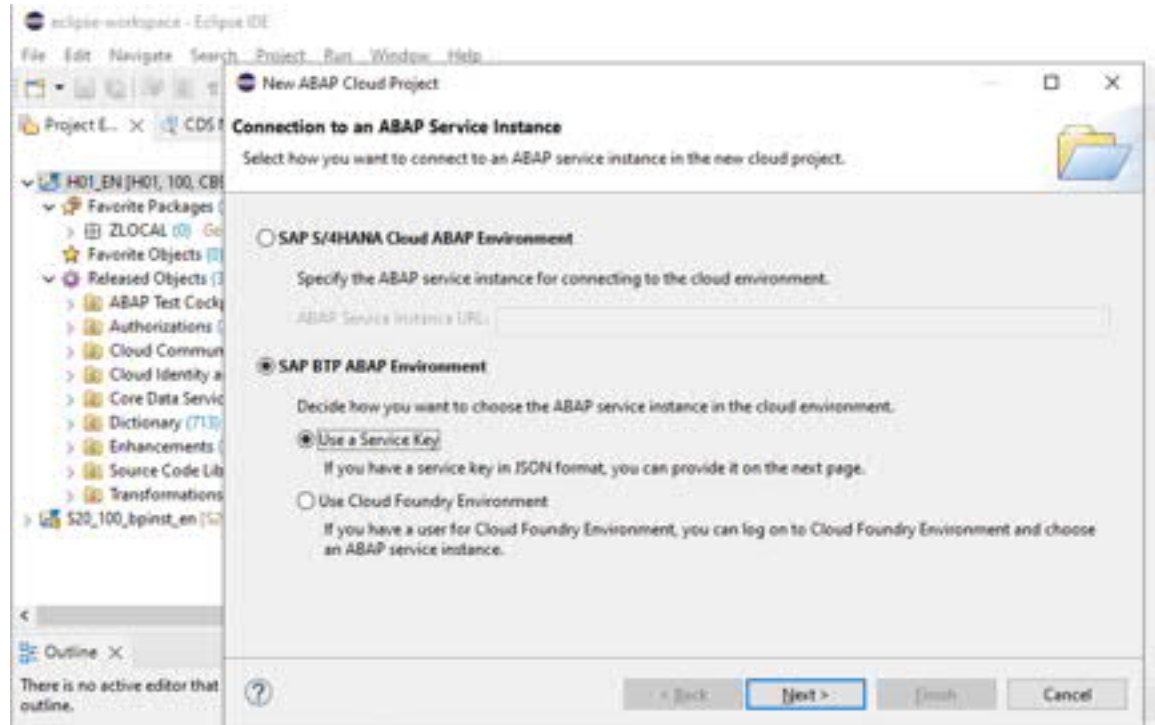 eclipse-workspace - Eclipse IDE
File Edit Navigate Search Project Run Window Help
New ABAP Cloud Project
Project E... CDS
Connection to an ABAP Service Instance
Select how you want to connect to an ABAP service instance in the new cloud project.
H01_EN [H01, 100, CB
Favorite Packages
ZLOCAL (0)
Favorite Objects (0)
Released Objects
ABAP Test Cock
Authorizations
Cloud Commun
Cloud Identity a
Core Data Servic
Dictionary (713)
Enhancements
Source Code Lib
Transformations
S20_100_bpinst_en
SAP S/4HANA Cloud ABAP Environment
Specify the ABAP service instance for connecting to the cloud environment.
ABAP Service Instance URL:
SAP BTP ABAP Environment
Decide how you want to choose the ABAP service instance in the cloud environment.
Use a Service Key
If you have a service key in JSON format, you can provide it on the next page.
Use Cloud Foundry Environment
If you have a user for Cloud Foundry Environment, you can log on to Cloud Foundry Environment and choose
an ABAP service instance.
Outline
There is no active editor that
outline.
< Back Next > Finish Cancel